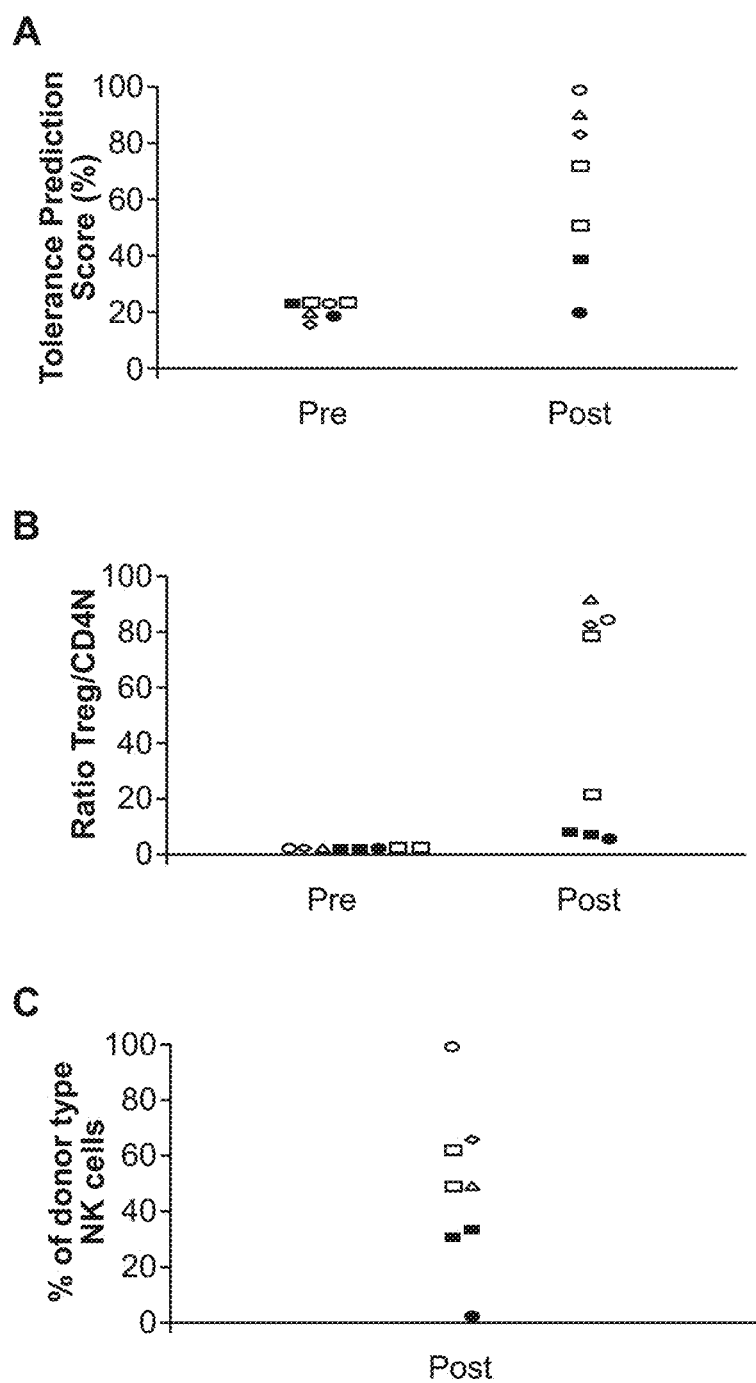 A
Tolerance Prediction
Score (%)
100
80
60
40
20
0
Pre Post
B
Ratio Treg/CD4N
100
80
60
40
20
0
Pre Post
C
% of donor type
NK cells
100
80
60
40
20
0
Post